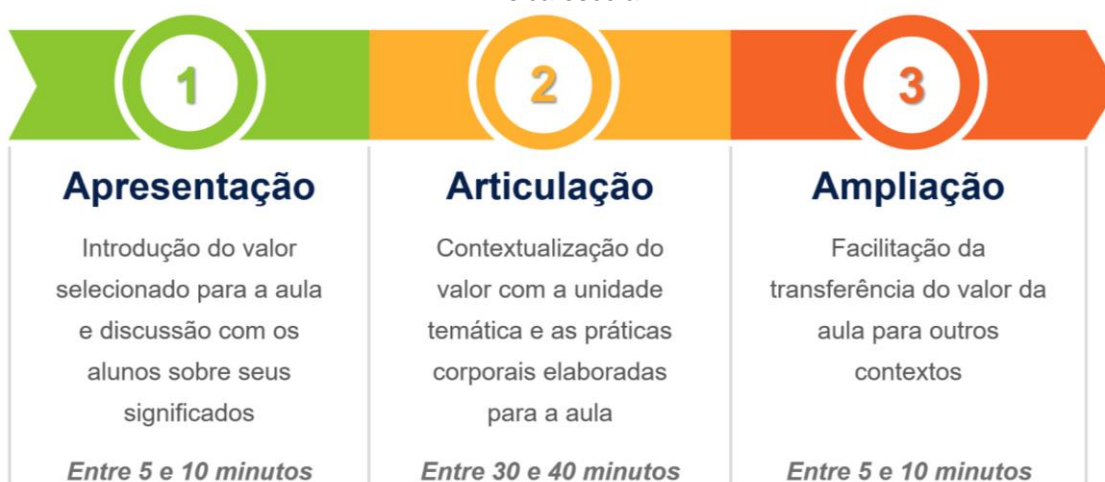 1
2
3
Apresentação
Introdução do valor
selecionado para a aula
e discussão com os
alunos sobre seus
significados
Entre 5 e 10 minutos
Articulação
Contextualização do
valor com a unidade
temática e as práticas
corporais elaboradas
para a aula
Entre 30 e 40 minutos
Ampliação
Facilitação da
transferência do valor da
aula para outros
contextos
Entre 5 e 10 minutos